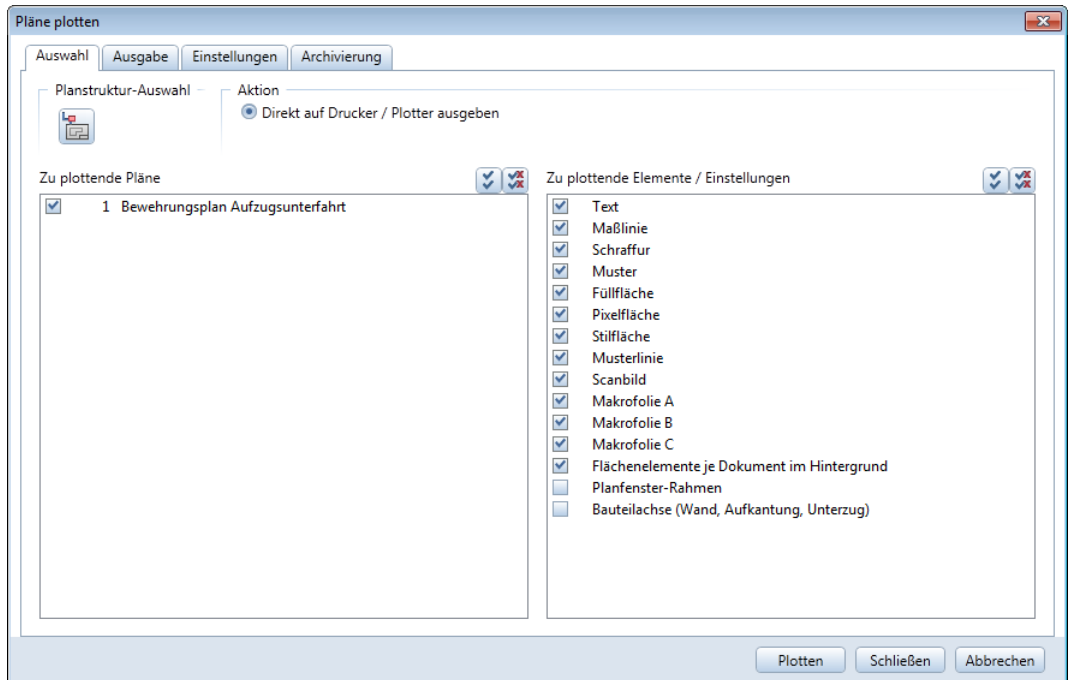 Pläne plotten
Auswahl Ausgabe Einstellungen Archivierung
Planstruktur-Auswahl Aktion
Direkt auf Drucker / Plotter ausgeben
Zu plottende Pläne
1 Bewehrungsplan Aufzugsunterfahrt
Zu plottende Elemente / Einstellungen
Text
Maßlinie
Schraffur
Muster
Füllfläche
Pixelfläche
Stilfläche
Musterlinie
Scanbild
Makrofolie A
Makrofolie B
Makrofolie C
Flächenelemente je Dokument im Hintergrund
Planfenster-Rahmen
Bauteilachse (Wand, Aufkantung, Unterzug)
Plotten Schließen Abbrechen